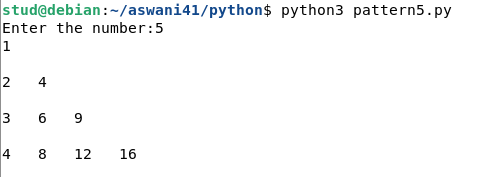 stud@debian:~/aswani41/python$ python3 pattern5.py
Enter the number:5
1
2 4
3 6 9
4 8 12 16